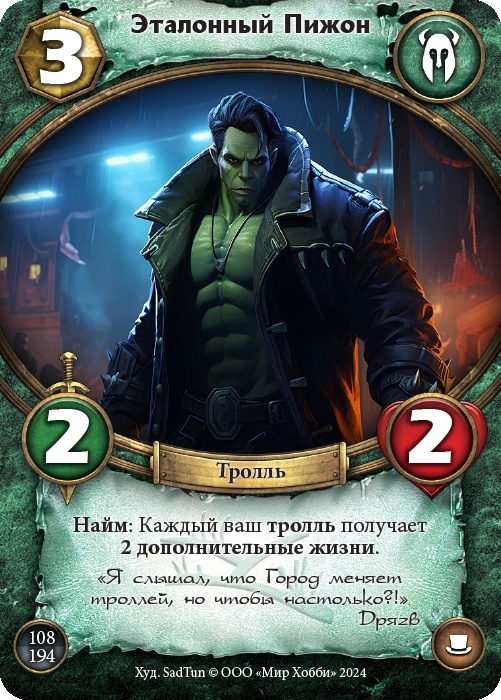 Эталонный Пижон
3
2
2
Тролль
Найм: Каждый ваш тролль получает
2 дополнительные жизни.
«Я слышал, что Город меняет
троллей, но чтобы настолько?!»
Дрягв
108
194
Худ. SadTun © ООО «Мир Хобби» 2024